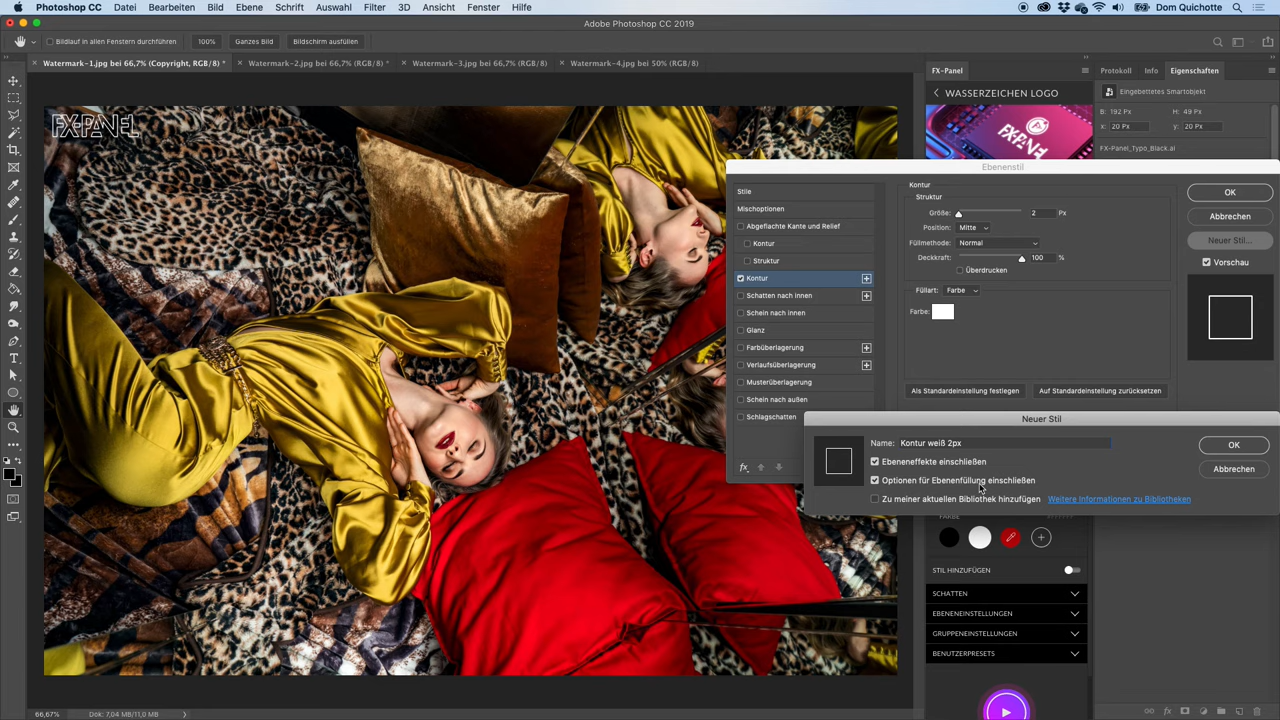 Photoshop CC Datei Bearbeiten Bild Ebene Schrift Auswahl Filter 3D Ansicht Fenster Hilfe Dom Quichotte
Adobe Photoshop CC 2019
Bildlauf in allen Fenstern durchführen 100% Ganzes Bild Bildschirm ausfüllen
Watermark-1.jpg bei 66,7% (Copyright, RGB/8) * Watermark-2.jpg bei 66,7% (RGB/8) * Watermark-3.jpg bei 66,7% (RGB/8) Watermark-4.jpg bei 50% (RGB/8)
FX-Panel Protokoll Info Eigenschaften
WASSERZEICHEN LOGO
Eingebettetes Smartobjekt
B: 192 Px H: 49 Px
x: 20 Px y: 20 Px
FX-Panel_Typo_Black.ai
FX-PANEL
FX-PANEL
Ebenenstil
Stile
Mischoptionen
Abgeflachte Kante und Relief
Kontur
Struktur
Kontur
Schatten nach innen
Schein nach innen
Glanz
Farbüberlagerung
Verlaufsüberlagerung
Musterüberlagerung
Schein nach außen
Schlagschatten
fx
Kontur
Struktur
Größe: 2 Px
Position: Mitte
Füllmethode: Normal
Deckkraft: 100 %
Überdrucken
Füllart: Farbe
Farbe:
Als Standardeinstellung festlegen Auf Standardeinstellung zurücksetzen
OK
Abbrechen
Neuer Stil...
Vorschau
Neuer Stil
Name: Kontur weiß 2px
Ebeneneffekte einschließen
Optionen für Ebenenfüllung einschließen
Zu meiner aktuellen Bibliothek hinzufügen Weitere Informationen zu Bibliotheken
OK
Abbrechen
FARBE
STIL HINZUFÜGEN
SCHATTEN
EBENENEINSTELLUNGEN
GRUPPENEINSTELLUNGEN
BENUTZERPRESETS
66,67% Dok: 7,04 MB/11,0 MB